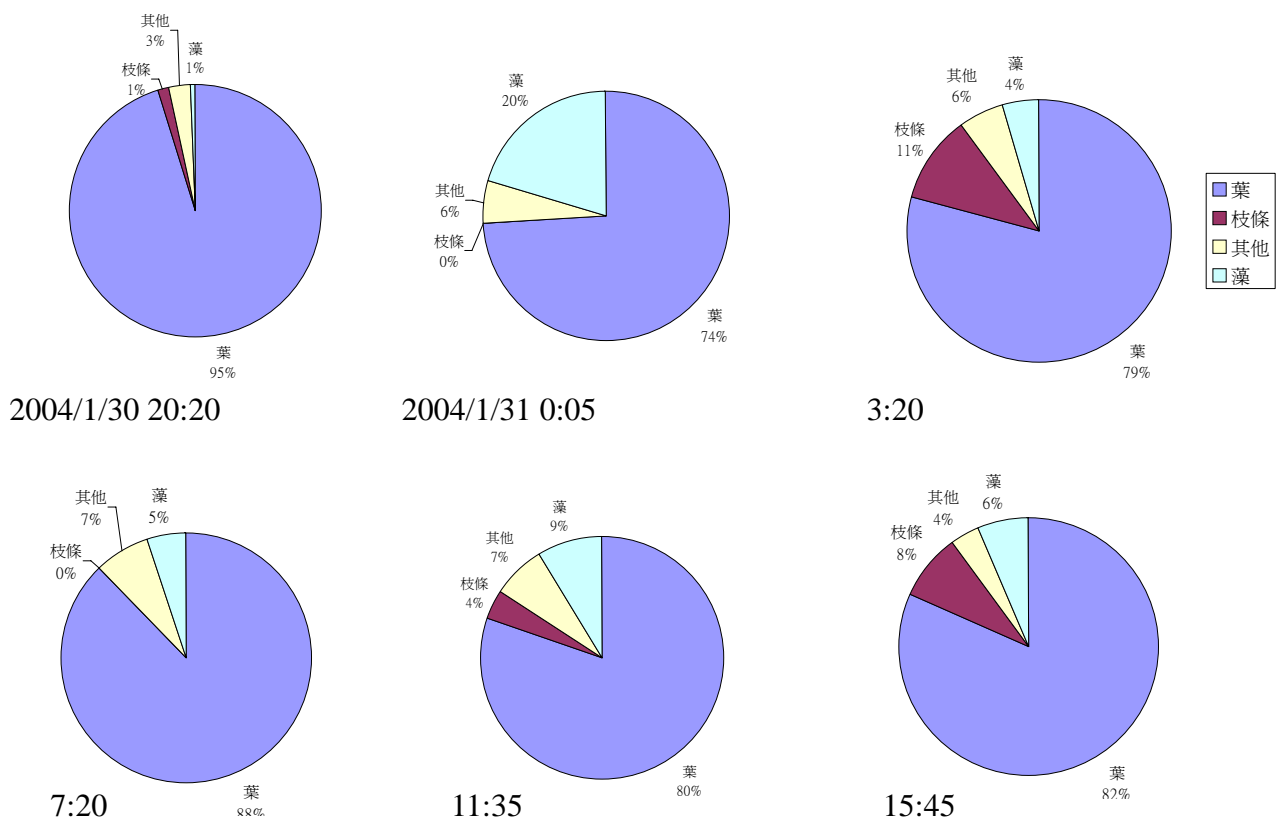 其他
3%
藻
1%
枝條
1%
葉
95%
2004/1/30 20:20
藻
20%
其他
6%
枝條
0%
葉
74%
2004/1/31 0:05
藻
4%
其他
6%
枝條
11%
葉
79%
3:20
葉
枝條
其他
藻
其他
7%
藻
5%
枝條
0%
葉
88%
7:20
藻
9%
其他
7%
枝條
4%
葉
80%
11:35
其他
4%
藻
6%
枝條
8%
葉
82%
15:45